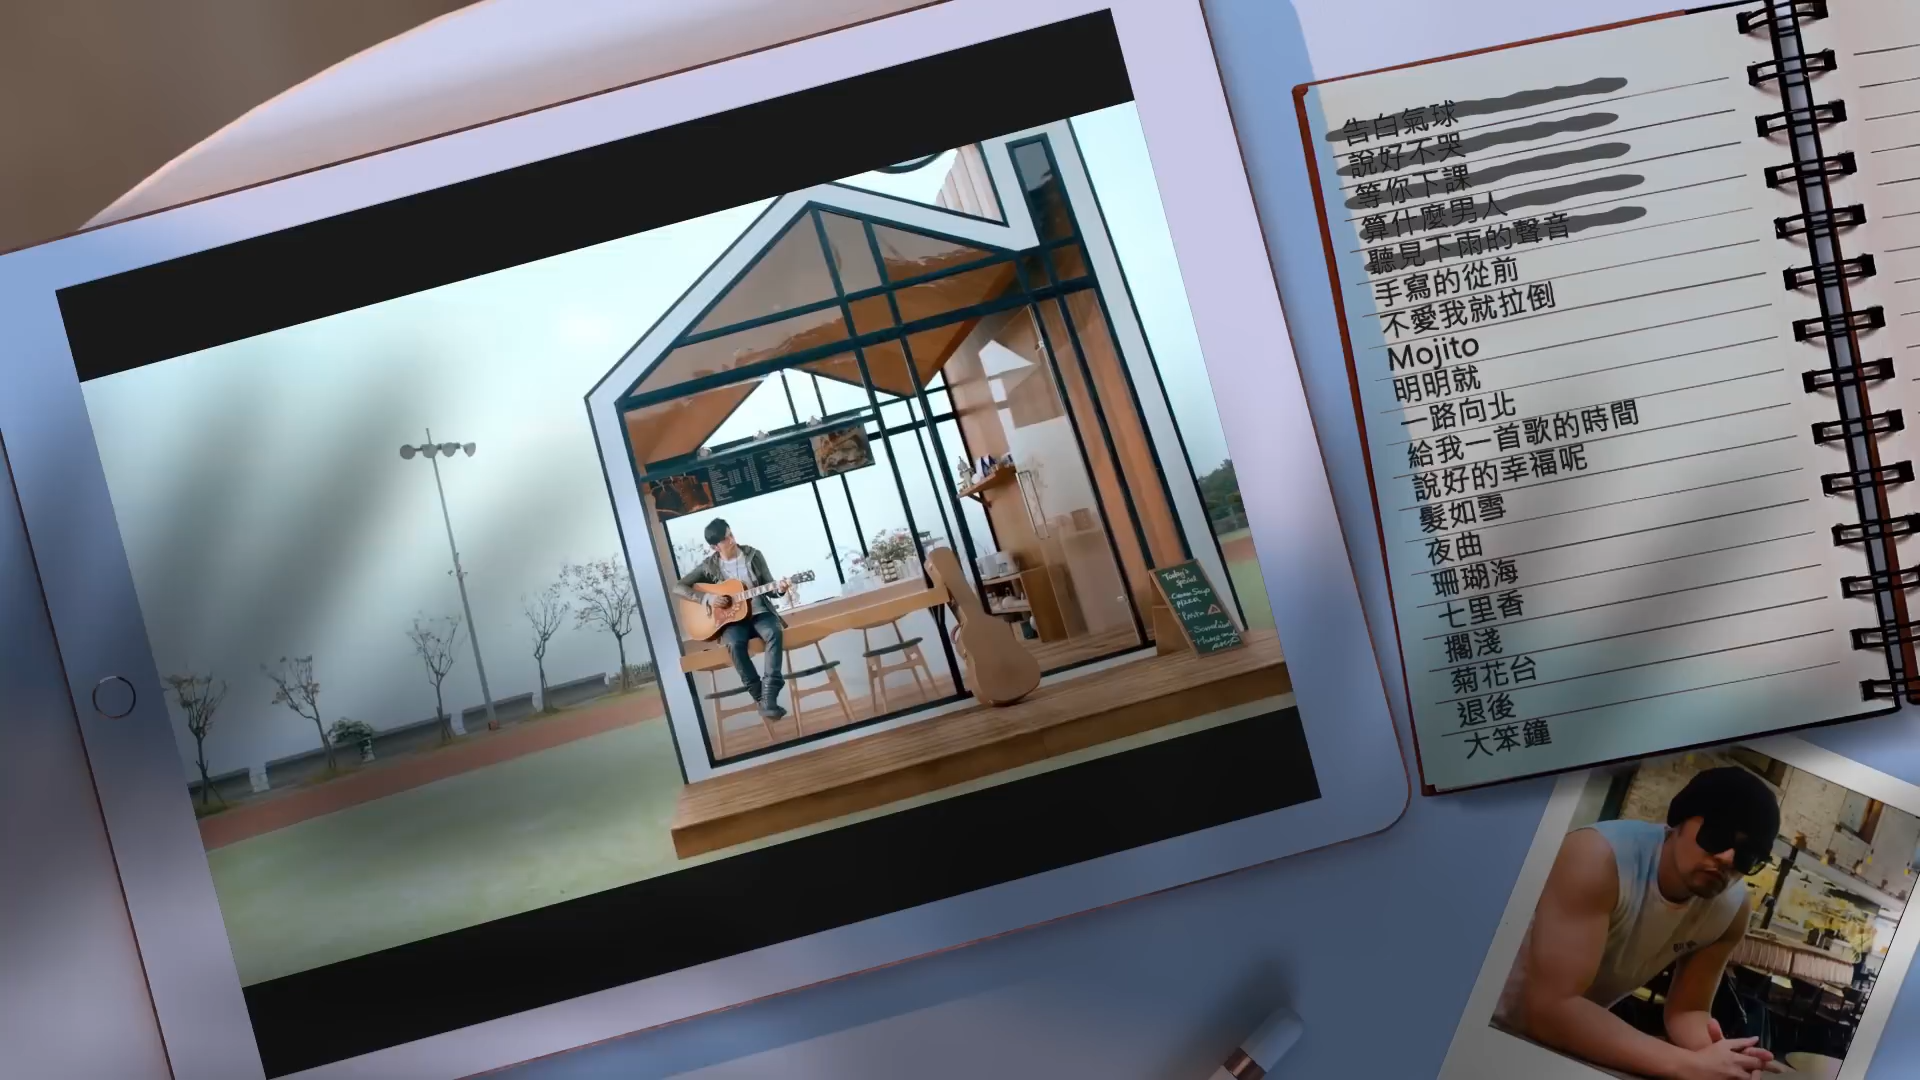 告白氣球
說好不哭
等你下課
算什麼男人
聽見下雨的聲音
手寫的從前
不愛我就拉倒
Mojito
明明就
一路向北
給我一首歌的時間
說好的幸福呢
髮如雪
夜曲
珊瑚海
七里香
擱淺
菊花台
退後
大笨鐘
Today's
special